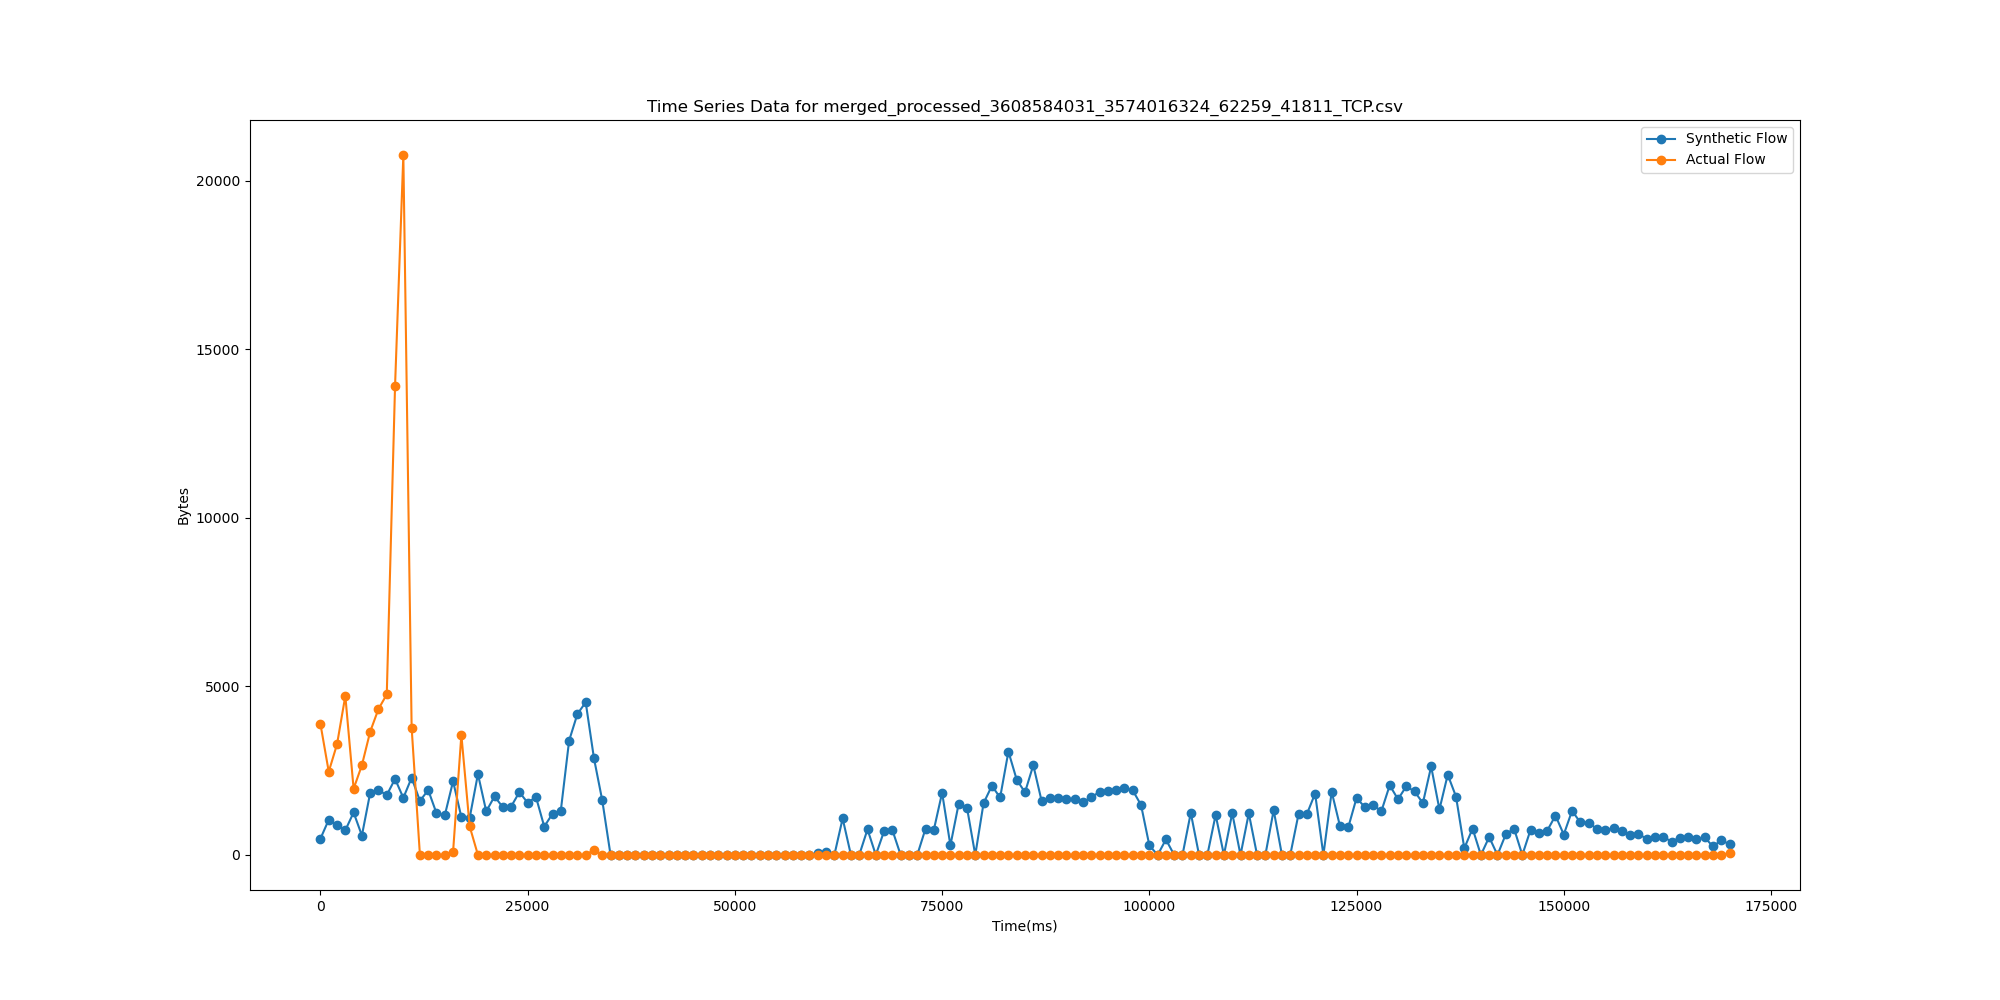 Time Series Data for merged_processed_3608584031_3574016324_62259_41811_TCP.csv
Synthetic Flow
Actual Flow
Bytes
20000
15000
10000
5000
0
0 25000 50000 75000 100000 125000 150000 175000
Time(ms)